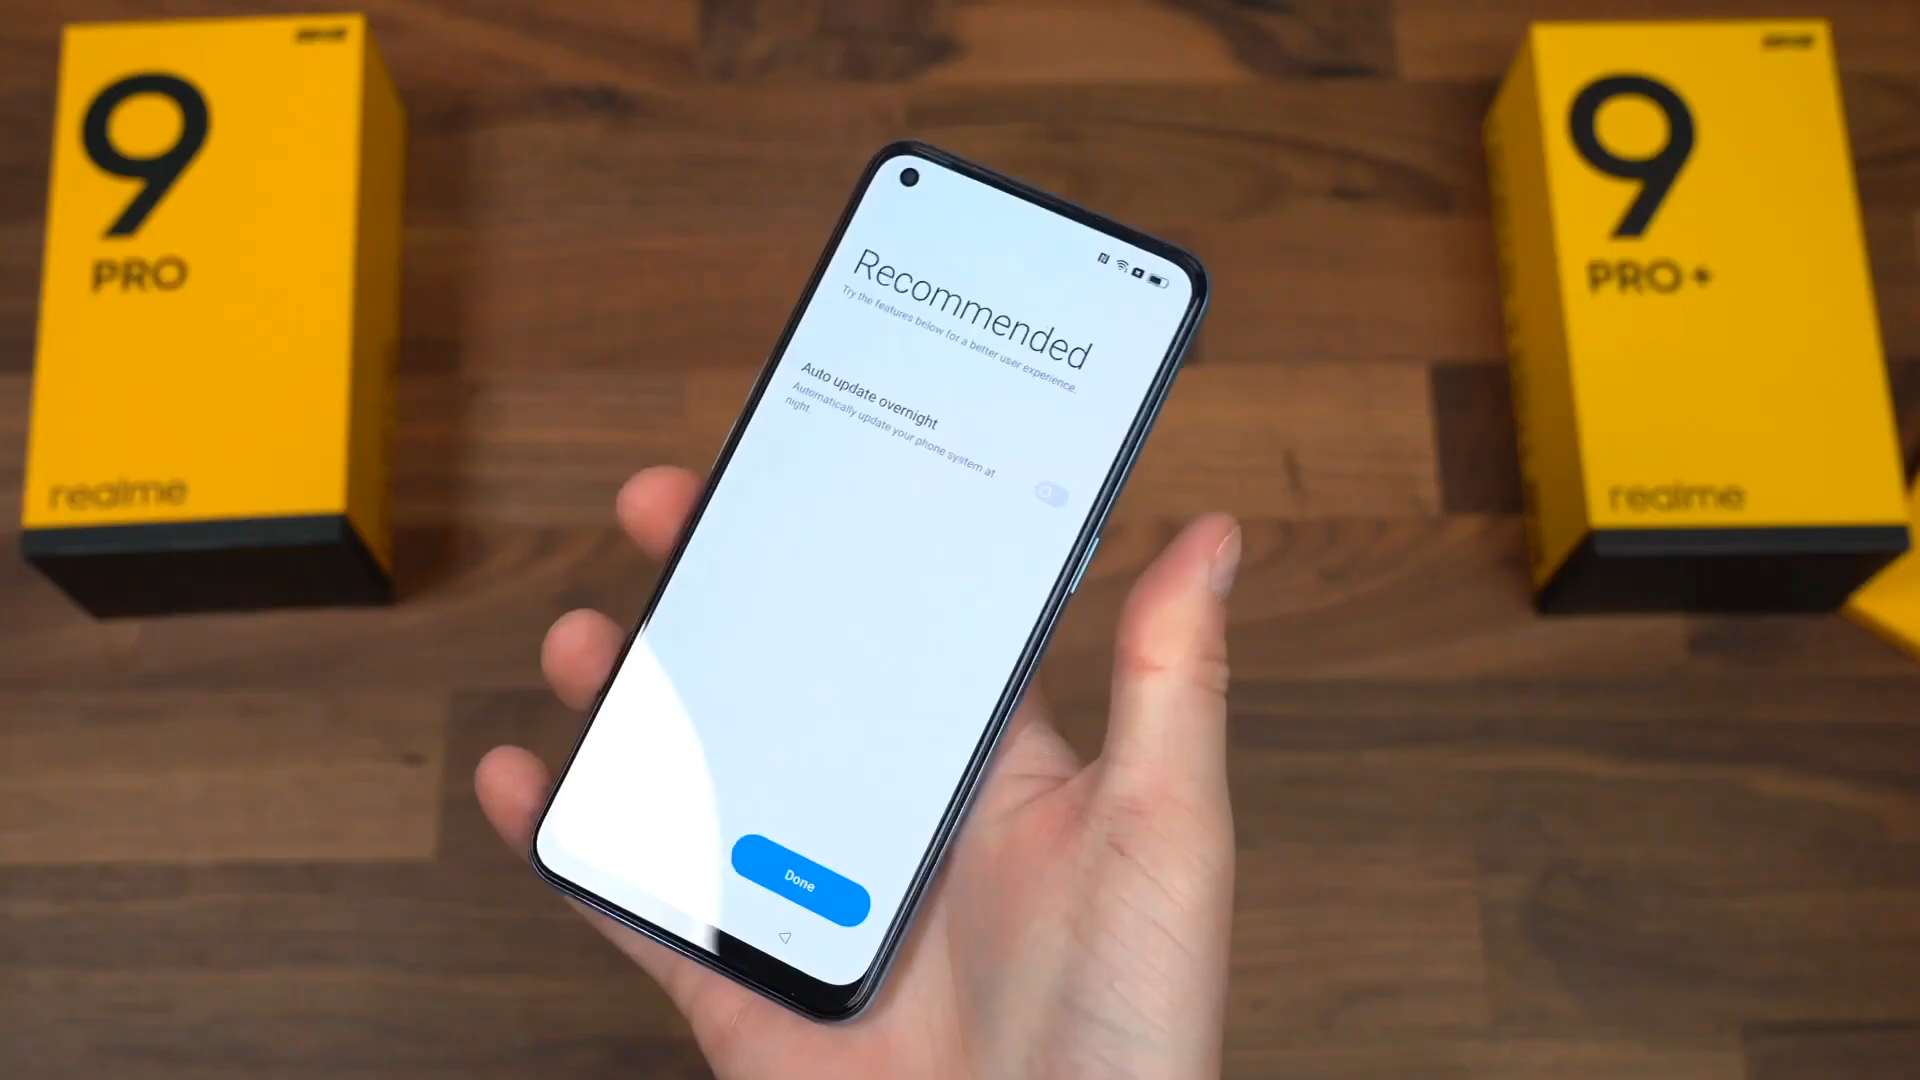 9
PRO
realme
Recommended
Try the features below for a better user experience.
Auto update overnight
Automatically update your phone system at
night.
Done
9
PRO+
realme